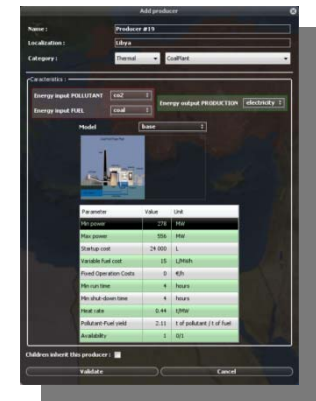 Add producer
Name : Producer #19
Localization : Libya
Category : Thermal CoalPlant
Caracteristics :
Energy input POLLUTANT co2
Energy output PRODUCTION electricity
Energy input FUEL coal
Model base
Parameter Value Unit
Min power 278 MW
Max power 556 MW
Startup cost 24 000
Variable fuel cost 15
Fixed Operation Costs 0 €/h
Min run time 4 hours
Min shut-down time 4 hours
Heat rate 0.44 t/MW
Pollutant-Fuel yield 2.11 t of pollutant / t of fuel
Availability 1 0/1
Children inherit this producer :
Validate Cancel